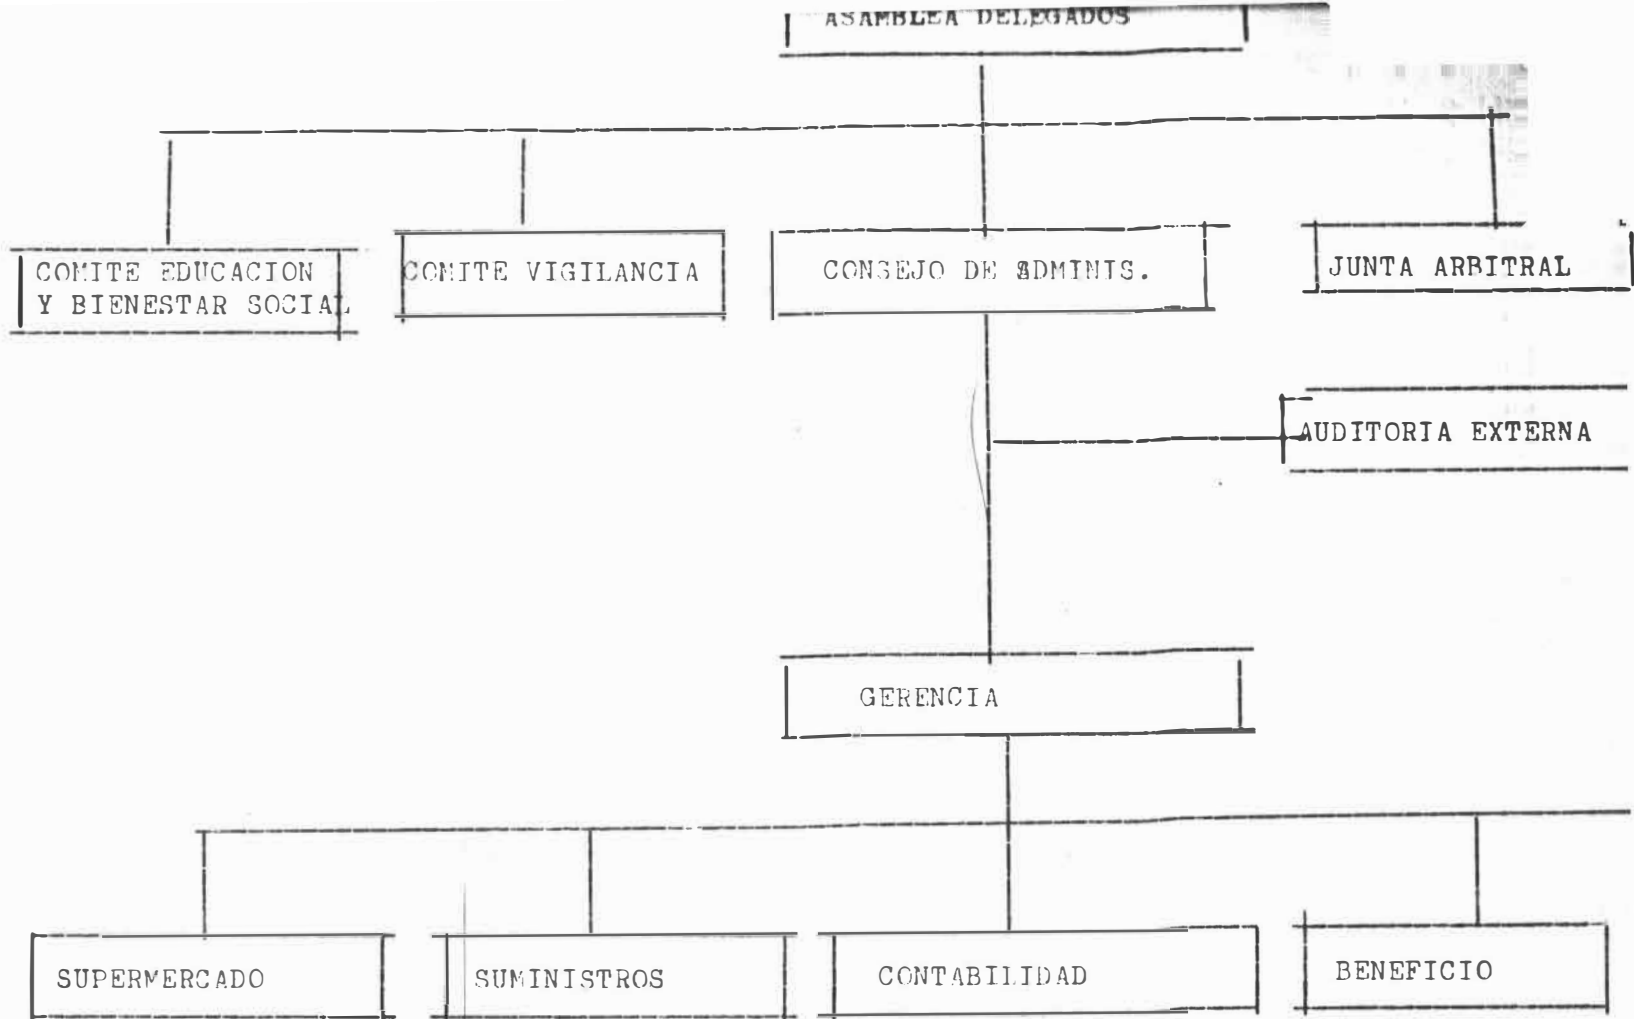 ASAMBLEA DELEGADOS
COMITE EDUCACION
Y BIENESTAR SOCIAL
COMITE VIGILANCIA
CONSEJO DE ADMINIS.
JUNTA ARBITRAL
AUDITORIA EXTERNA
GERENCIA
SUPERMERCADO
SUMINISTROS
CONTABILIDAD
BENEFICIO